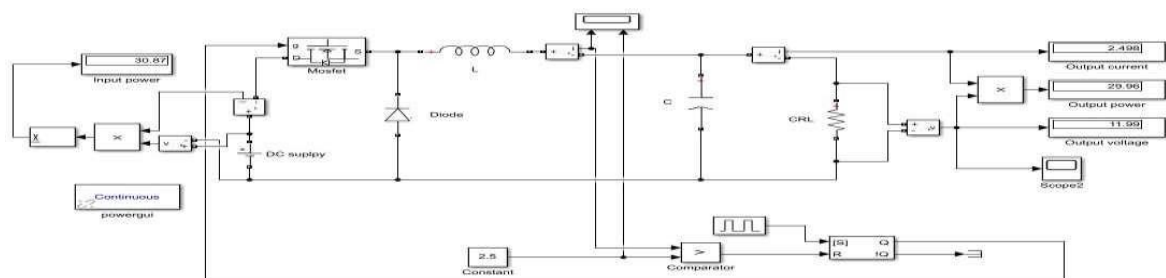 30.87
Input power
g
D
S
Mosfet
L
i
2.498
Output current
29.96
Output power
11.99
Output voltage
Scope2
Diode
C
CRL
v
DC suplpy
X
×
×
Continuous
powergui
2.5
Constant
>
Comparator
[S]
R
Q
!Q